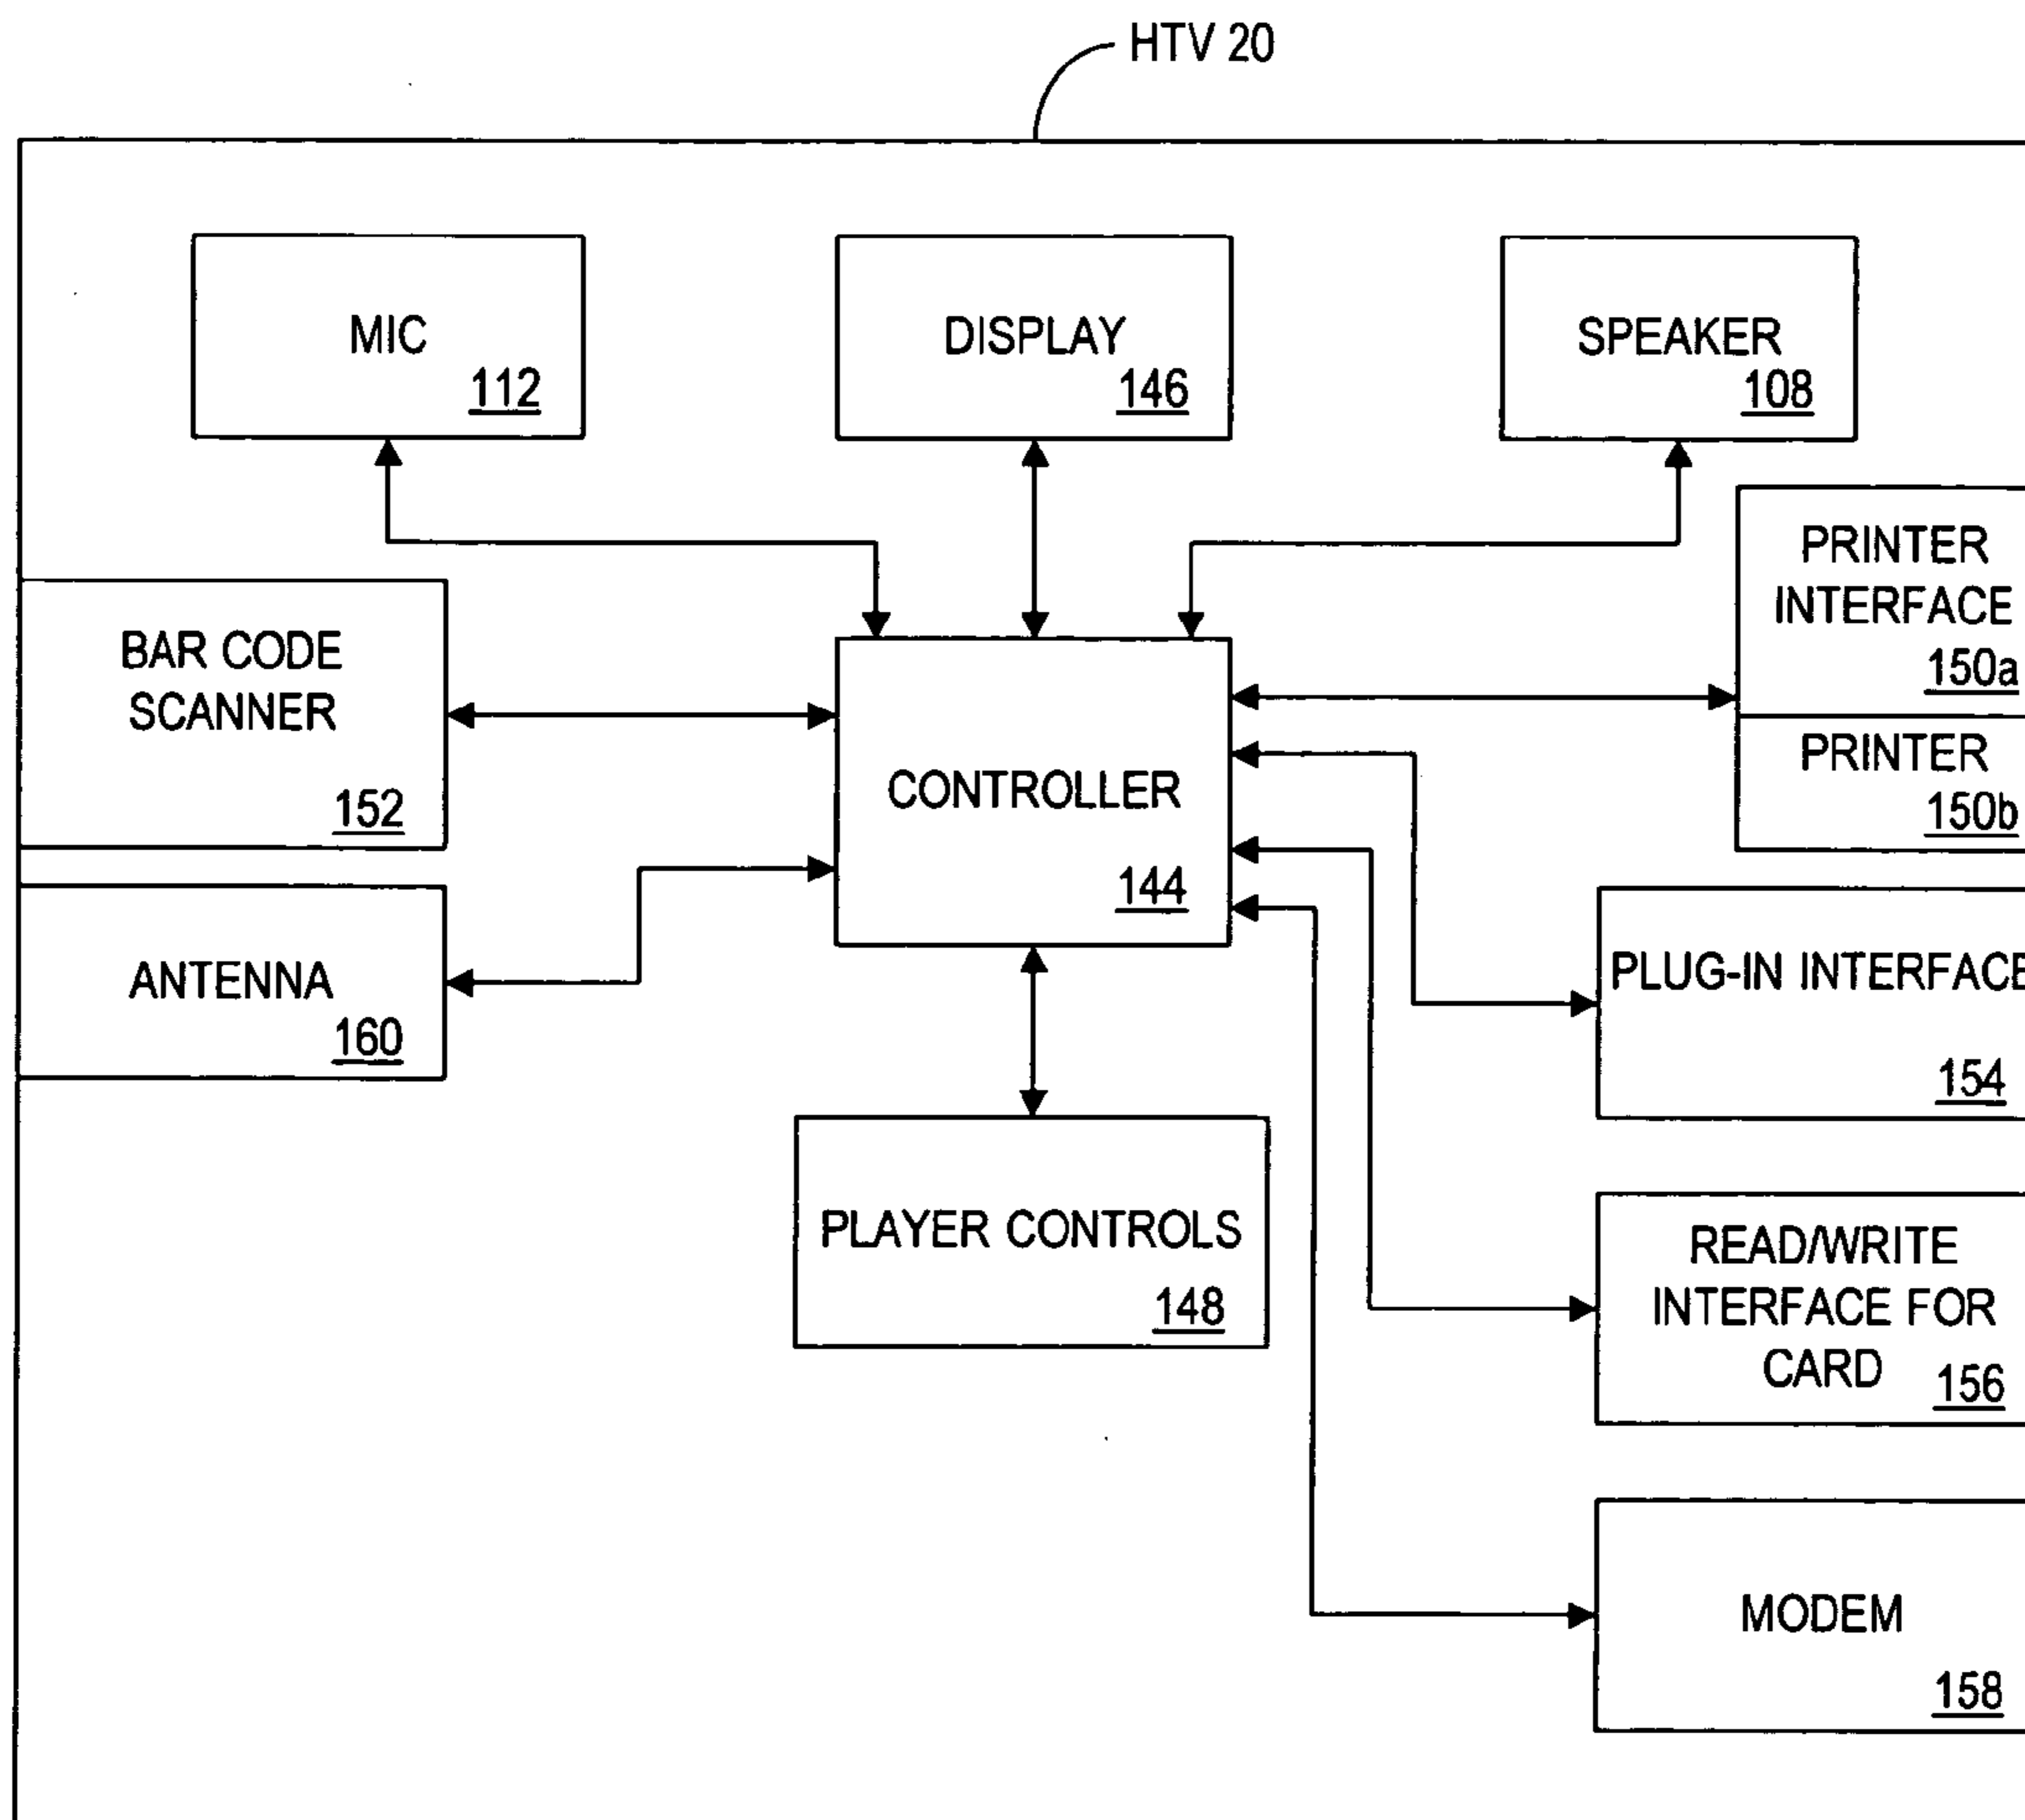 HTV 20
MIC
112
DISPLAY
146
SPEAKER
108
PRINTER
INTERFACE
150a
PRINTER
150b
BAR CODE
SCANNER
152
CONTROLLER
144
ANTENNA
160
PLUG-IN INTERFACE
154
PLAYER CONTROLS
148
READ/WRITE
INTERFACE FOR
CARD
156
MODEM
158